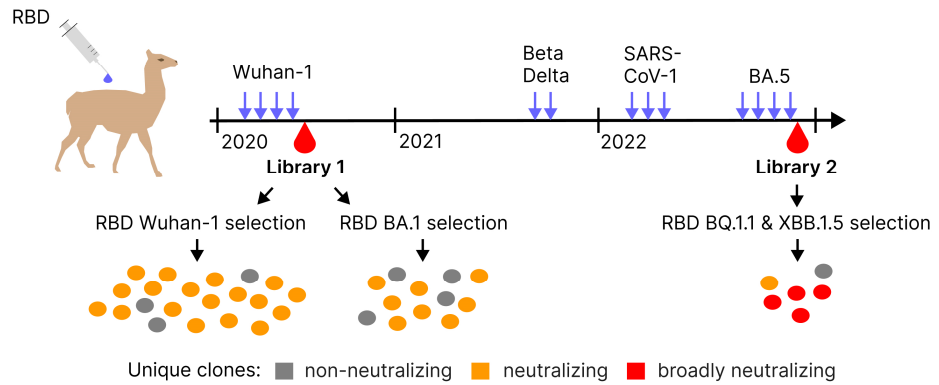 RBD
Wuhan-1
Beta
Delta
SARS-
CoV-1
BA.5
2020
2021
2022
Library 1
Library 2
RBD Wuhan-1 selection
RBD BA.1 selection
RBD BQ.1.1 & XBB.1.5 selection
Unique clones: non-neutralizing neutralizing broadly neutralizing